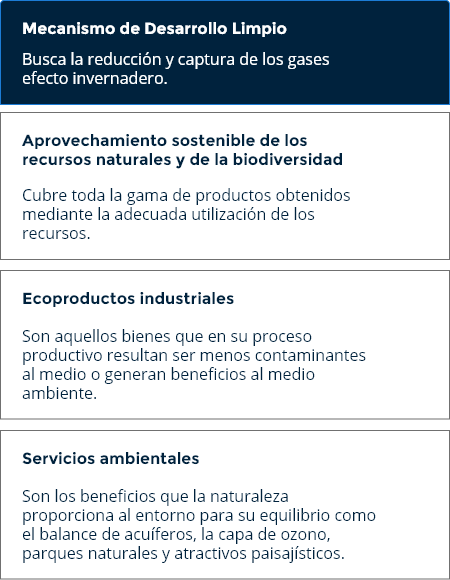 Mecanismo de Desarrollo Limpio
Busca la reducción y captura de los gases
efecto invernadero.
Aprovechamiento sostenible de los
recursos naturales y de la biodiversidad
Cubre toda la gama de productos obtenidos
mediante la adecuada utilización de los
recursos.
Ecoproductos industriales
Son aquellos bienes que en su proceso
productivo resultan ser menos contaminantes
al medio o generan beneficios al medio
ambiente.
Servicios ambientales
Son los beneficios que la naturaleza
proporciona al entorno para su equilibrio como
el balance de acuíferos, la capa de ozono,
parques naturales y atractivos paisajísticos.